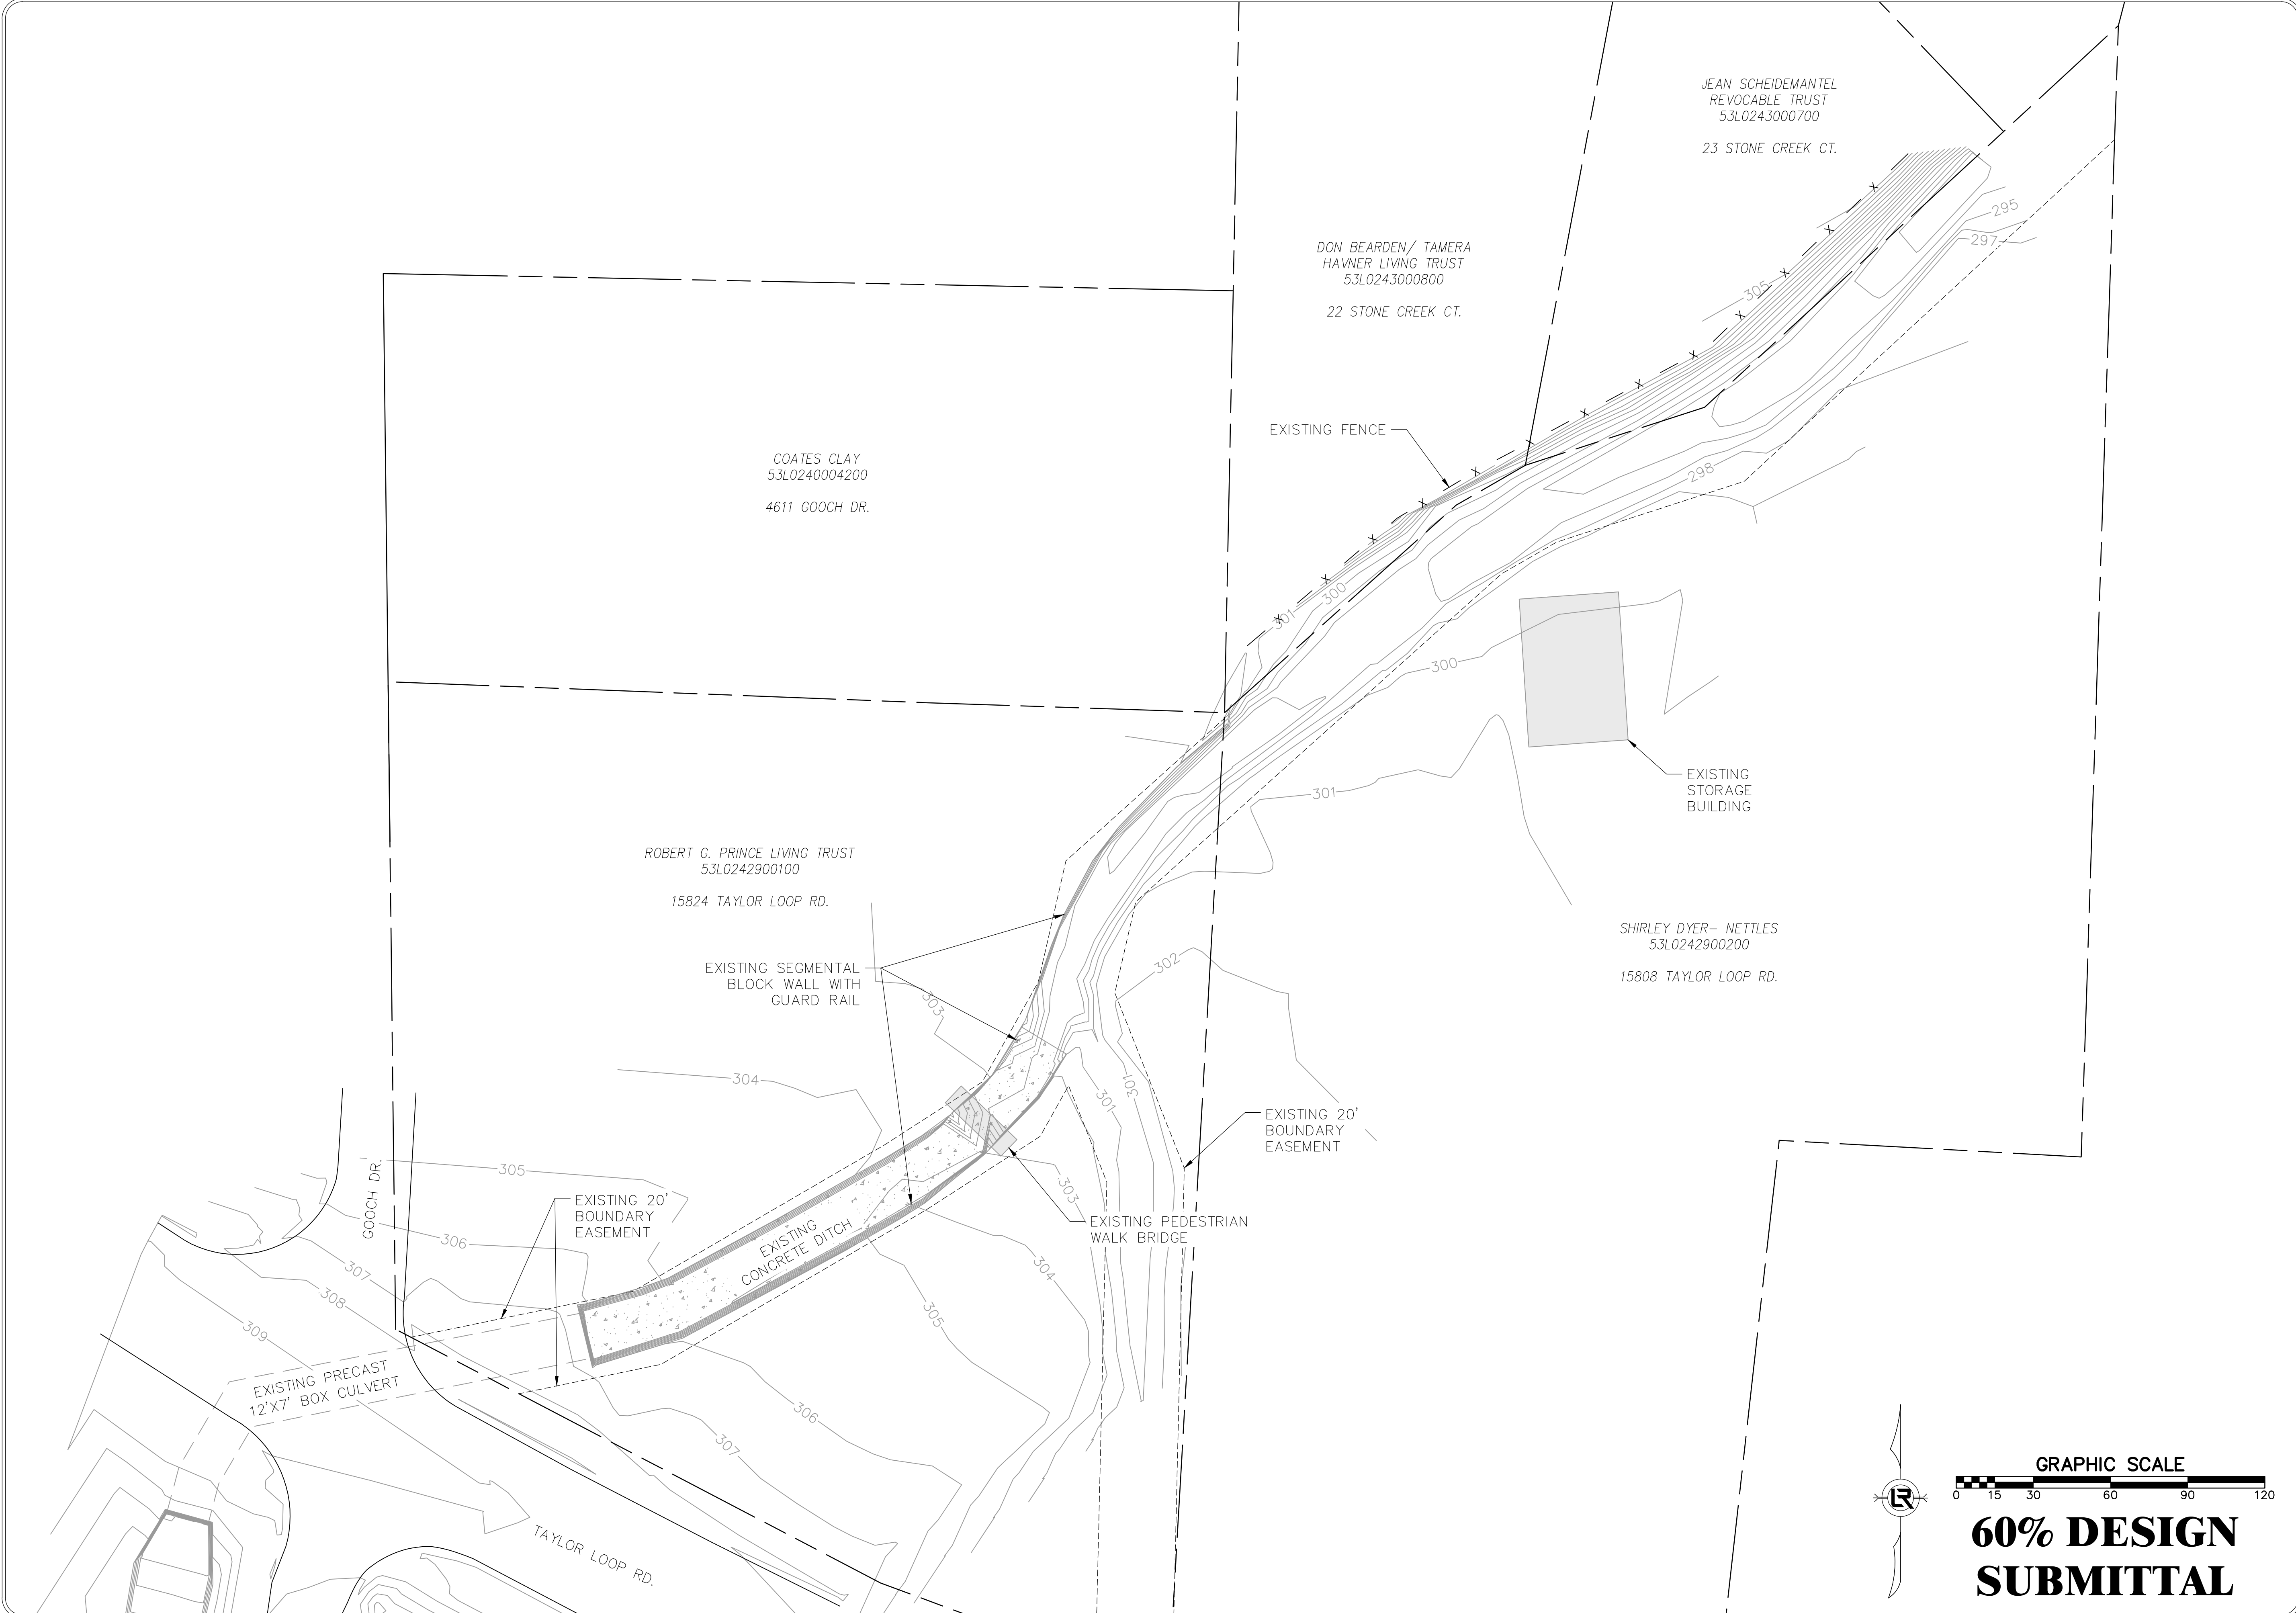 JEAN SCHEIDEMANTEL
REVOCABLE TRUST
53L0243000700
23 STONE CREEK CT.
295
297
DON BEARDEN/ TAMERA
HAVNER LIVING TRUST
53L0243000800
22 STONE CREEK CT.
305
EXISTING FENCE
COATES CLAY
53L0240004200
4611 GOOCH DR.
298
300
301
300
EXISTING
STORAGE
BUILDING
301
ROBERT G. PRINCE LIVING TRUST
53L0242900100
15824 TAYLOR LOOP RD.
SHIRLEY DYER- NETTLES
53L0242900200
15808 TAYLOR LOOP RD.
EXISTING SEGMENTAL
BLOCK WALL WITH
GUARD RAIL
302
303
304
301
301
EXISTING 20'
BOUNDARY
EASEMENT
305
303
GOOCH DR.
EXISTING 20'
BOUNDARY
EASEMENT
EXISTING
CONCRETE DITCH
EXISTING PEDESTRIAN
WALK BRIDGE
306
307
308
309
304
305
EXISTING PRECAST
12'X7' BOX CULVERT
306
307
TAYLOR LOOP RD.
LR
GRAPHIC SCALE
0 15 30 60 90 120
60% DESIGN
SUBMITTAL